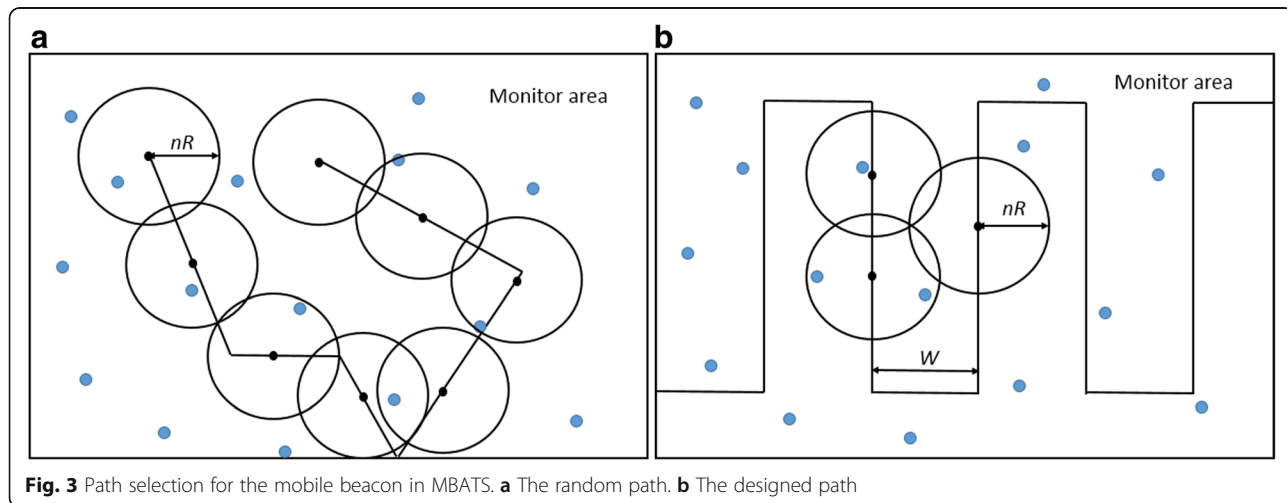 a
b
Monitor area
Monitor area
nR
nR
W
Fig. 3 Path selection for the mobile beacon in MBATS. a The random path. b The designed path